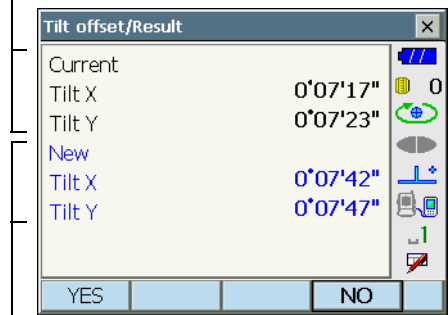 Tilt offset/Result
Current
Tilt X 0°07'17"
Tilt Y 0°07'23"
New
Tilt X 0°07'42"
Tilt Y 0°07'47"
0
1
YES NO